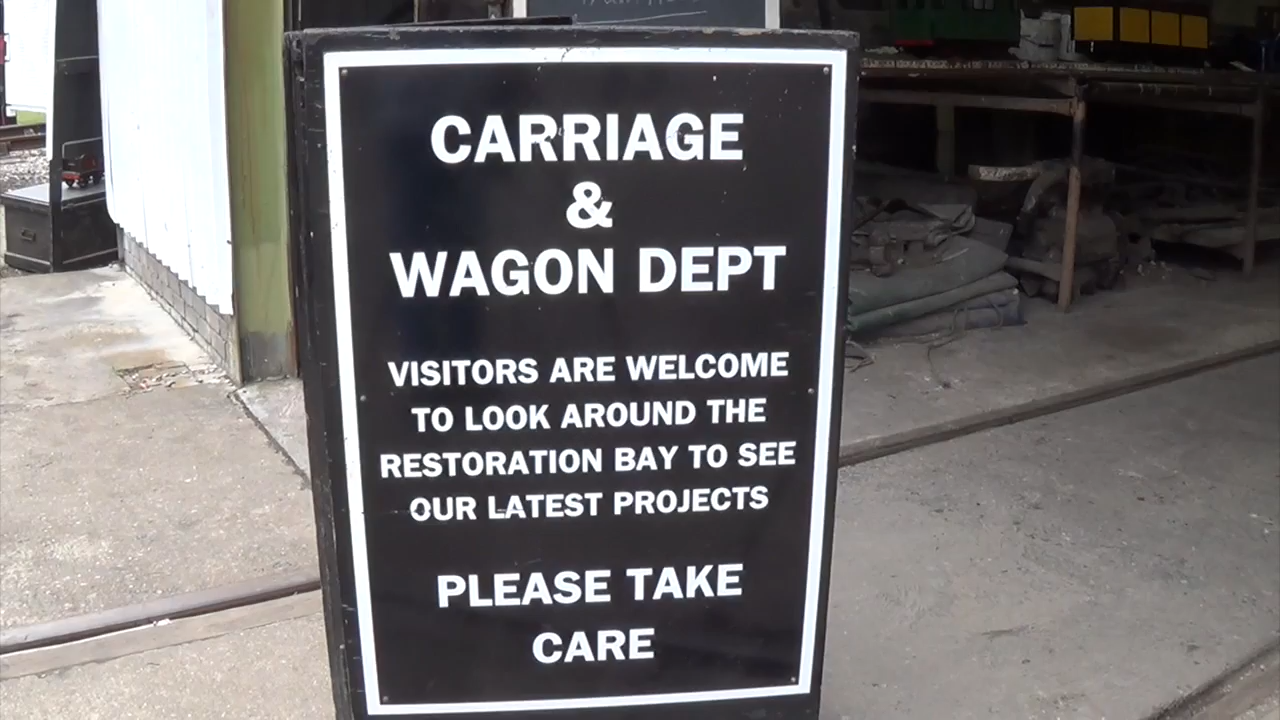 CARRIAGE
&
WAGON DEPT
VISITORS ARE WELCOME
TO LOOK AROUND THE
RESTORATION BAY TO SEE
OUR LATEST PROJECTS
PLEASE TAKE
CARE